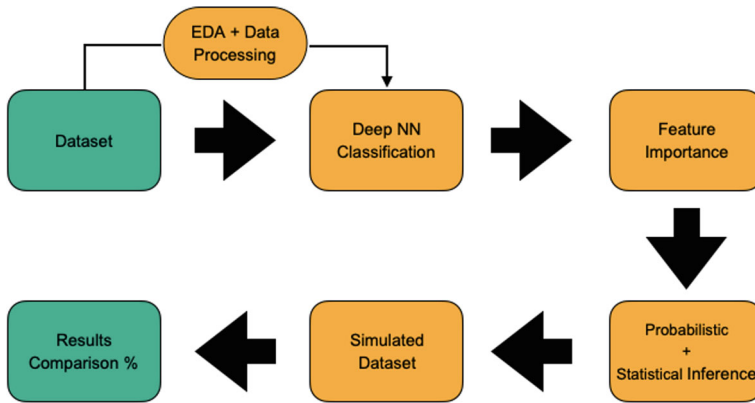 EDA + Data
Processing
Dataset
Deep NN
Classification
Feature
Importance
Results
Comparison %
Simulated
Dataset
Probabilistic
+
Statistical Inference